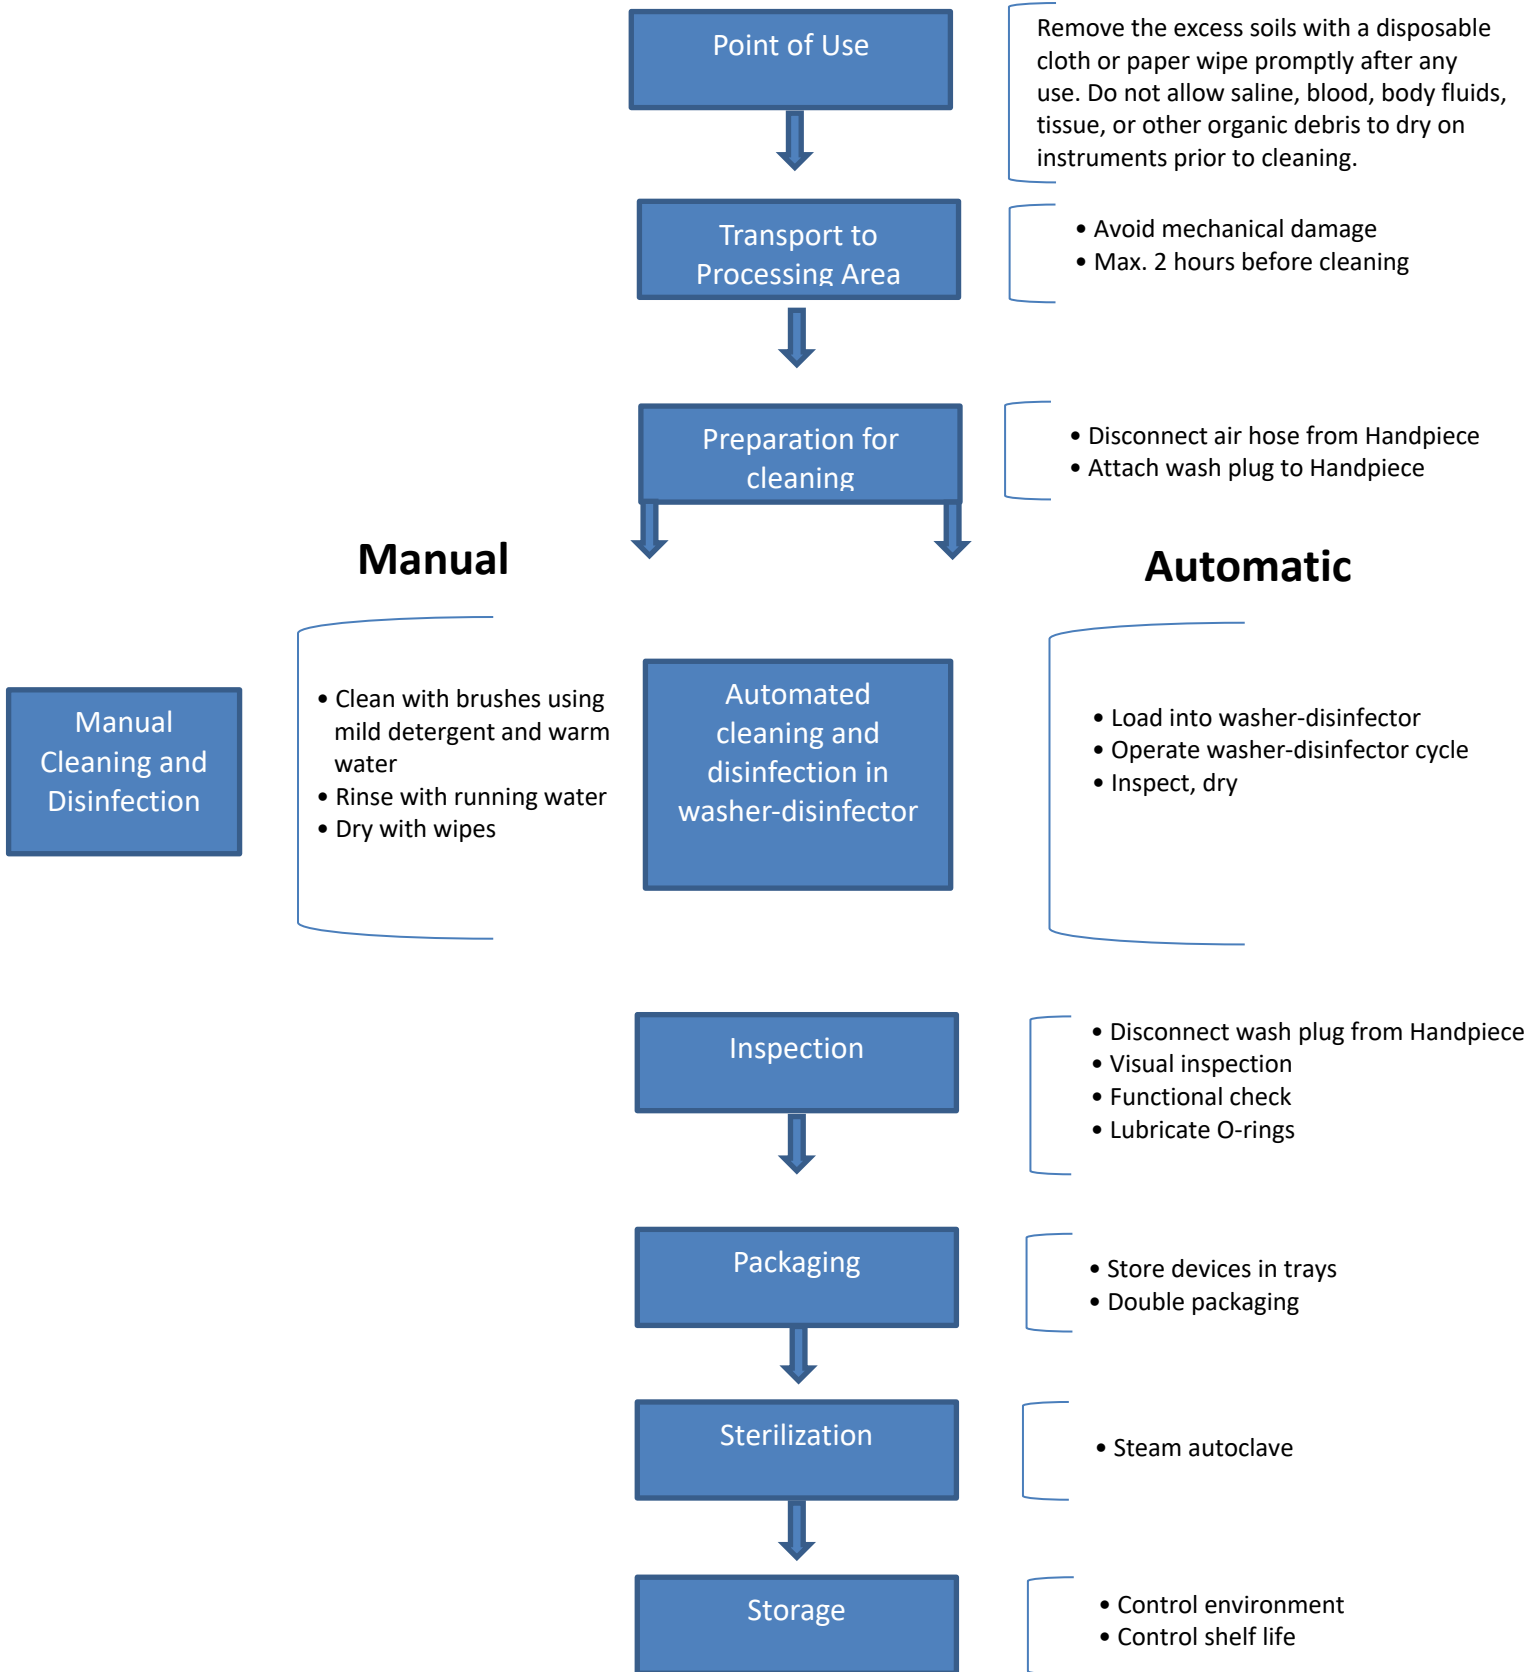 Point of Use
Remove the excess soils with a disposable
cloth or paper wipe promptly after any
use. Do not allow saline, blood, body fluids,
tissue, or other organic debris to dry on
instruments prior to cleaning.
Transport to
Processing Area
• Avoid mechanical damage
• Max. 2 hours before cleaning
Preparation for
cleaning
• Disconnect air hose from Handpiece
• Attach wash plug to Handpiece
Manual
Automatic
Manual
Cleaning and
Disinfection
• Clean with brushes using
mild detergent and warm
water
• Rinse with running water
• Dry with wipes
Automated
cleaning and
disinfection in
washer-disinfector
• Load into washer-disinfector
• Operate washer-disinfector cycle
• Inspect, dry
Inspection
• Disconnect wash plug from Handpiece
• Visual inspection
• Functional check
• Lubricate O-rings
Packaging
• Store devices in trays
• Double packaging
Sterilization
• Steam autoclave
Storage
• Control environment
• Control shelf life